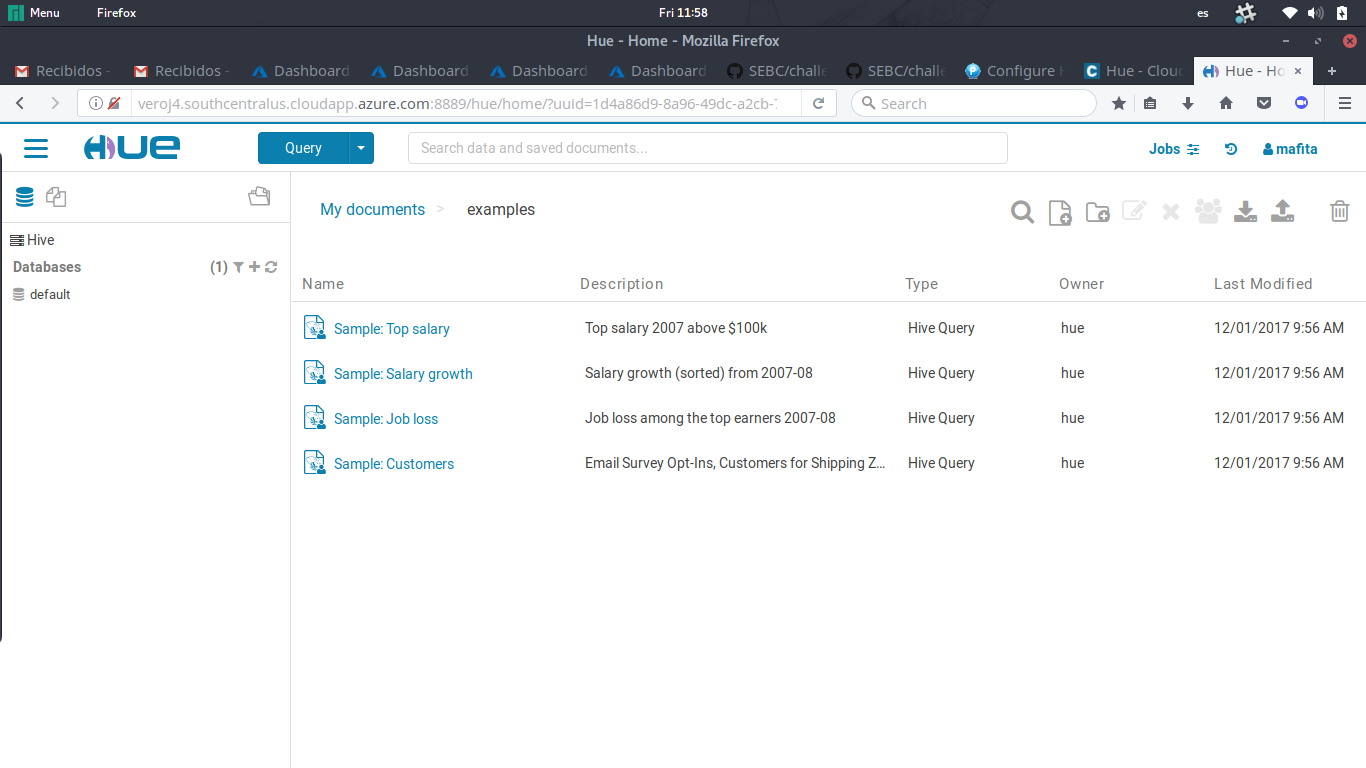 Menu Firefox Fri 11:58 es
Hue - Home - Mozilla Firefox
Recibidos - Recibidos - Dashboard Dashboard Dashboard Dashboard SEBC/challe SEBC/challe Configure Hue - Clou Hue - Ho
veroj4.southcentralus.cloudapp.azure.com:8889/hue/home/?uuid=1d4a86d9-8a96-49dc-a2cb- Search
HUE Query Search data and saved documents... Jobs mafita
My documents > examples
Hive
Databases (1)
default
Name Description Type Owner Last Modified
Sample: Top salary Top salary 2007 above $100k Hive Query hue 12/01/2017 9:56 AM
Sample: Salary growth Salary growth (sorted) from 2007-08 Hive Query hue 12/01/2017 9:56 AM
Sample: Job loss Job loss among the top earners 2007-08 Hive Query hue 12/01/2017 9:56 AM
Sample: Customers Email Survey Opt-Ins, Customers for Shipping Z... Hive Query hue 12/01/2017 9:56 AM